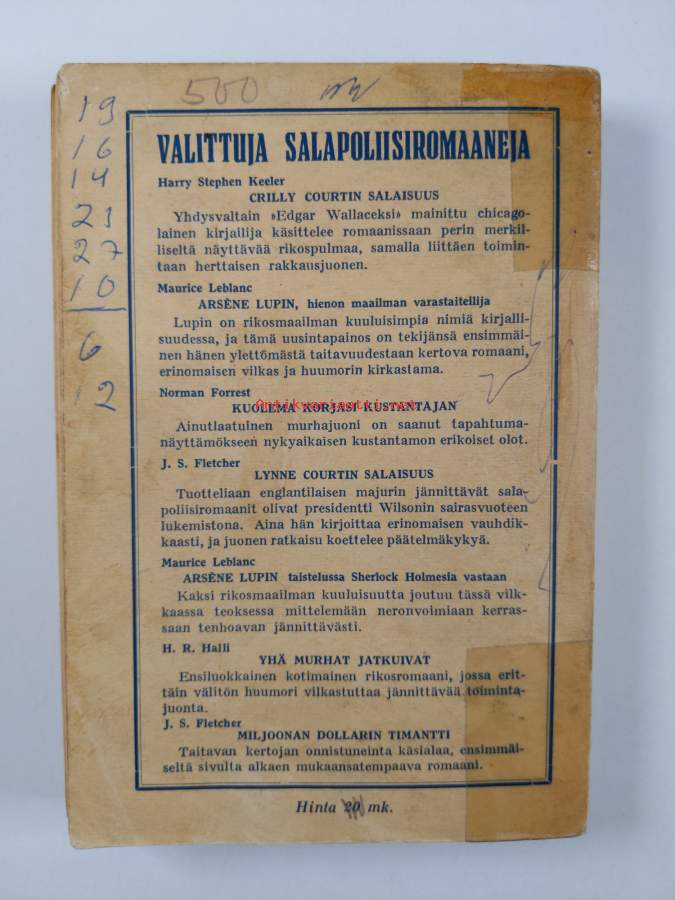 500
19
16
14
21
27
10
6
12
VALITTUJA SALAPOLIISIROMAANEJA
Harry Stephen Keeler
CRILLY COURTIN SALAISUUS
Yhdysvaltain »Edgar Wallaceksi» mainittu chicago-
lainen kirjailija käsittelee romaanissaan perin merkil-
liseltä näyttävää rikospulmaa, samalla liittäen toimin-
taan herttaisen rakkausjuonen.
Maurice Leblanc
ARSÈNE LUPIN, hienon maailman varastaiteilija
Lupin on rikosmaailman kuuluisimpia nimiä kirjalli-
suudessa, ja tämä uusintapainos on tekijänsä ensimmäi-
nen hänen ylettömästä taitavuudestaan kertova romaani,
erinomaisen vilkas ja huumorin kirkastama.
Norman Forrest
Antikvariaatti.net
KUOLEMA KORJASI KUSTANTAJAN
Ainutlaatuinen murhajuoni on saanut tapahtuma-
näyttämökseen nykyaikaisen kustantamon erikoiset olot.
J. S. Fletcher
LYNNE COURTIN SALAISUUS
Tuotteliaan englantilaisen majurin jännittävät sala-
poliisiromaanit olivat presidentti Wilsonin sairasvuoteen
lukemistona. Aina hän kirjoittaa erinomaisen vauhdik-
kaasti, ja juonen ratkaisu koettelee päätelmäkykyä.
Maurice Leblanc
ARSÈNE LUPIN taistelussa Sherlock Holmesia vastaan
Kaksi rikosmaailman kuuluisuutta joutuu tässä vilk-
kaassa teoksessa mittelemään neronvoimiaan kerras-
saan tenhoavan jännittävästi.
H. R. Halli
YHÄ MURHAT JATKUIVAT
Ensiluokkainen kotimainen rikosromaani, jossa erit-
täin välitön huumori vilkastuttaa jännittävää toiminta-
juonta.
J. S. Fletcher
MILJOONAN DOLLARIN TIMANTTI
Taitavan kertojan onnistuneinta käsialaa, ensimmäi-
seltä sivulta alkaen mukaansatempaava romaani.
Hinta 20 mk.